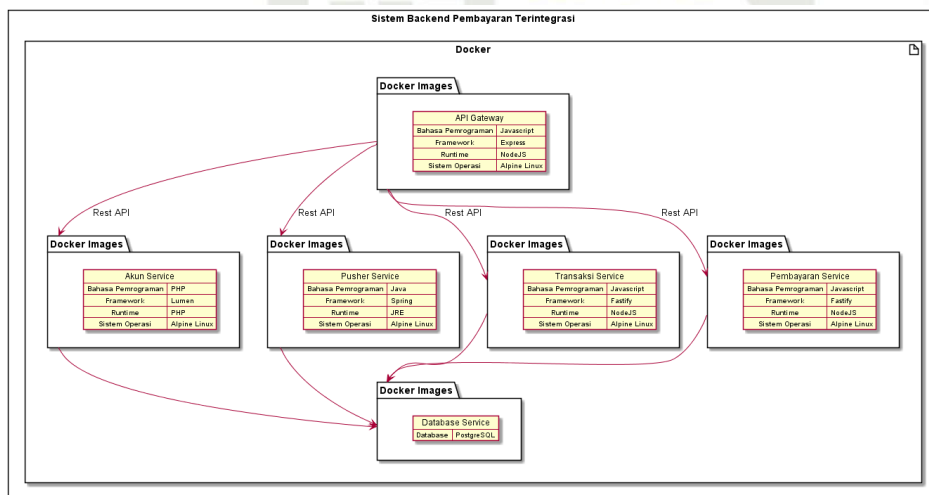 Sistem Backend Pembayaran Terintegrasi
Docker
Docker Images
API Gateway
Bahasa Pemrograman Javascript
Framework Express
Runtime NodeJS
Sistem Operasi Alpine Linux
Rest API Rest API Rest API Rest API
Docker Images
Akun Service
Bahasa Pemrograman PHP
Framework Lumen
Runtime PHP
Sistem Operasi Alpine Linux
Docker Images
Pusher Service
Bahasa Pemrograman Java
Framework Spring
Runtime JRE
Sistem Operasi Alpine Linux
Docker Images
Transaksi Service
Bahasa Pemrograman Javascript
Framework Fastify
Runtime NodeJS
Sistem Operasi Alpine Linux
Docker Images
Pembayaran Service
Bahasa Pemrograman Javascript
Framework Fastify
Runtime NodeJS
Sistem Operasi Alpine Linux
Docker Images
Database Service
Database PostgreSQL